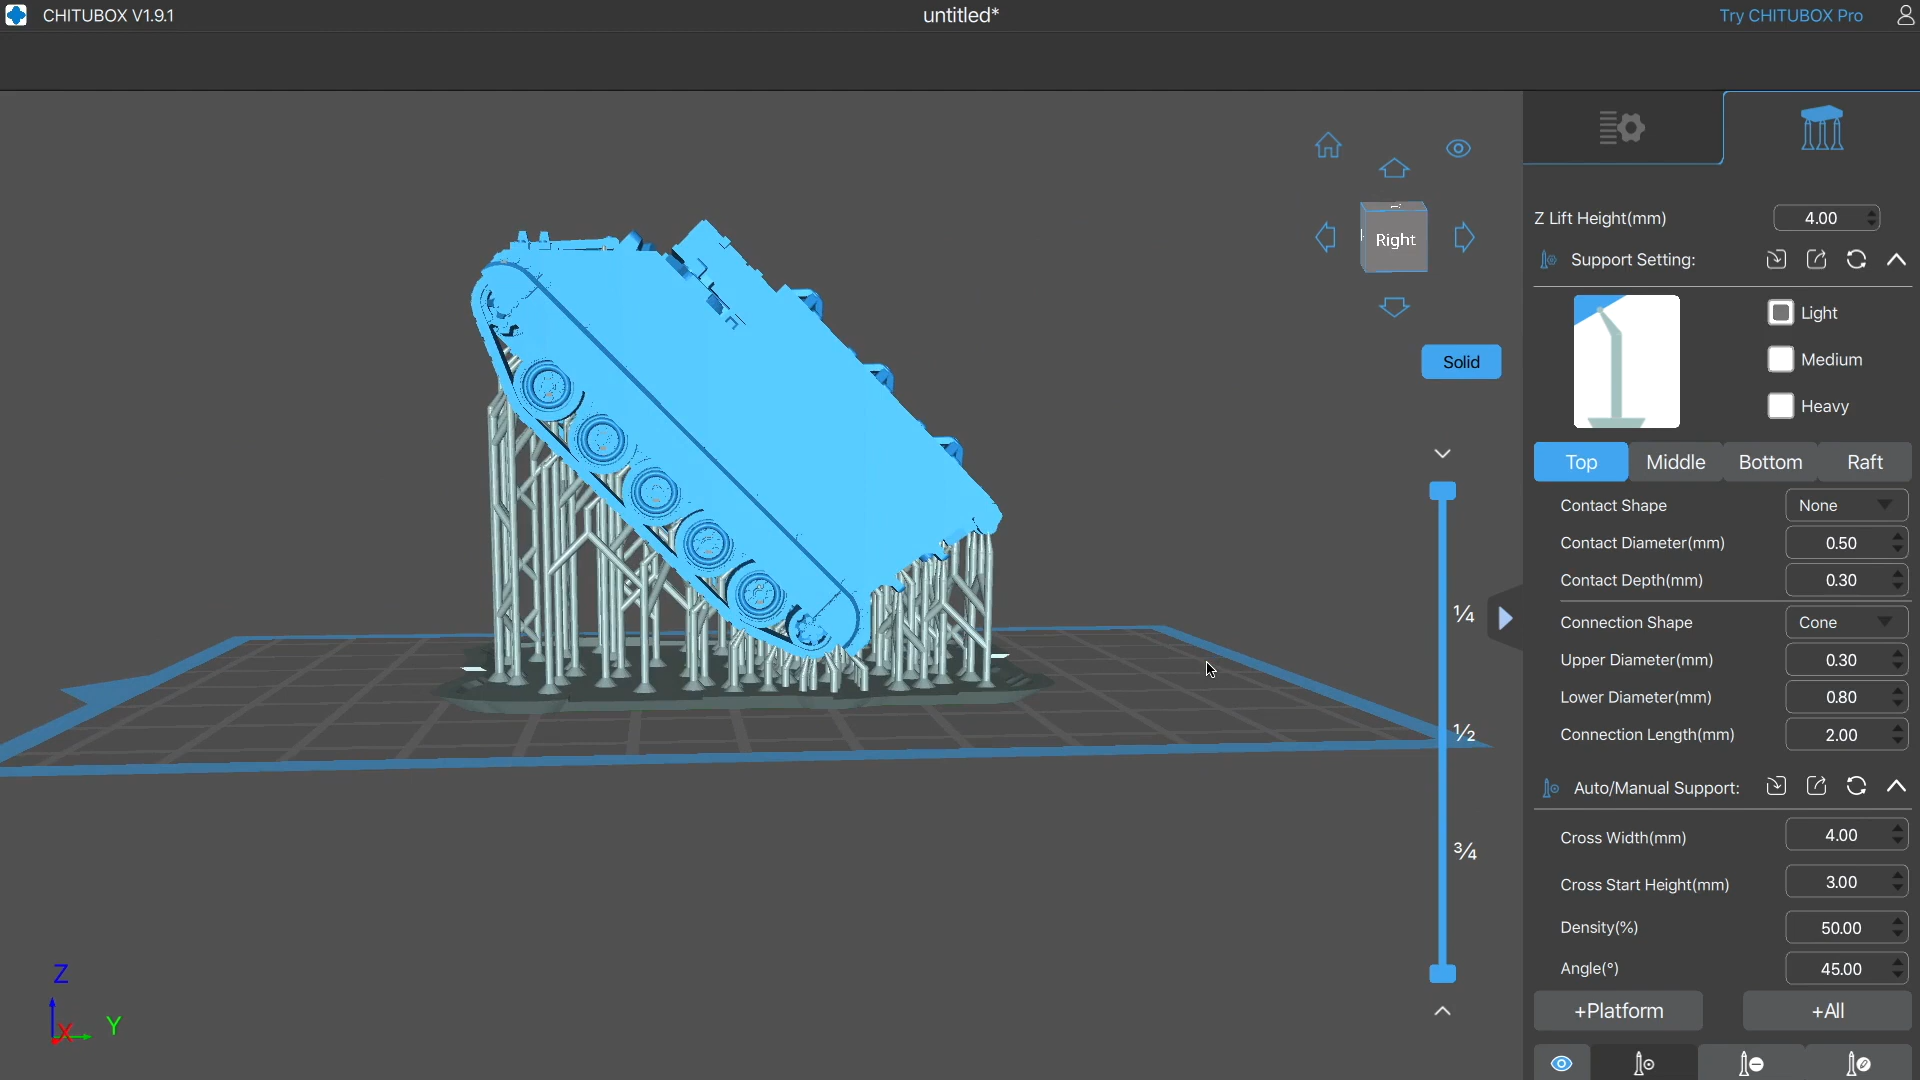 CHITUBOX V1.9.1
untitled*
Try CHITUBOX Pro
Right
Solid
¼
½
¾
Z
X
Y
Z Lift Height(mm) 4.00
Support Setting:
Light
Medium
Heavy
Top Middle Bottom Raft
Contact Shape None
Contact Diameter(mm) 0.50
Contact Depth(mm) 0.30
Connection Shape Cone
Upper Diameter(mm) 0.30
Lower Diameter(mm) 0.80
Connection Length(mm) 2.00
Auto/Manual Support:
Cross Width(mm) 4.00
Cross Start Height(mm) 3.00
Density(%) 50.00
Angle(°) 45.00
+Platform +All